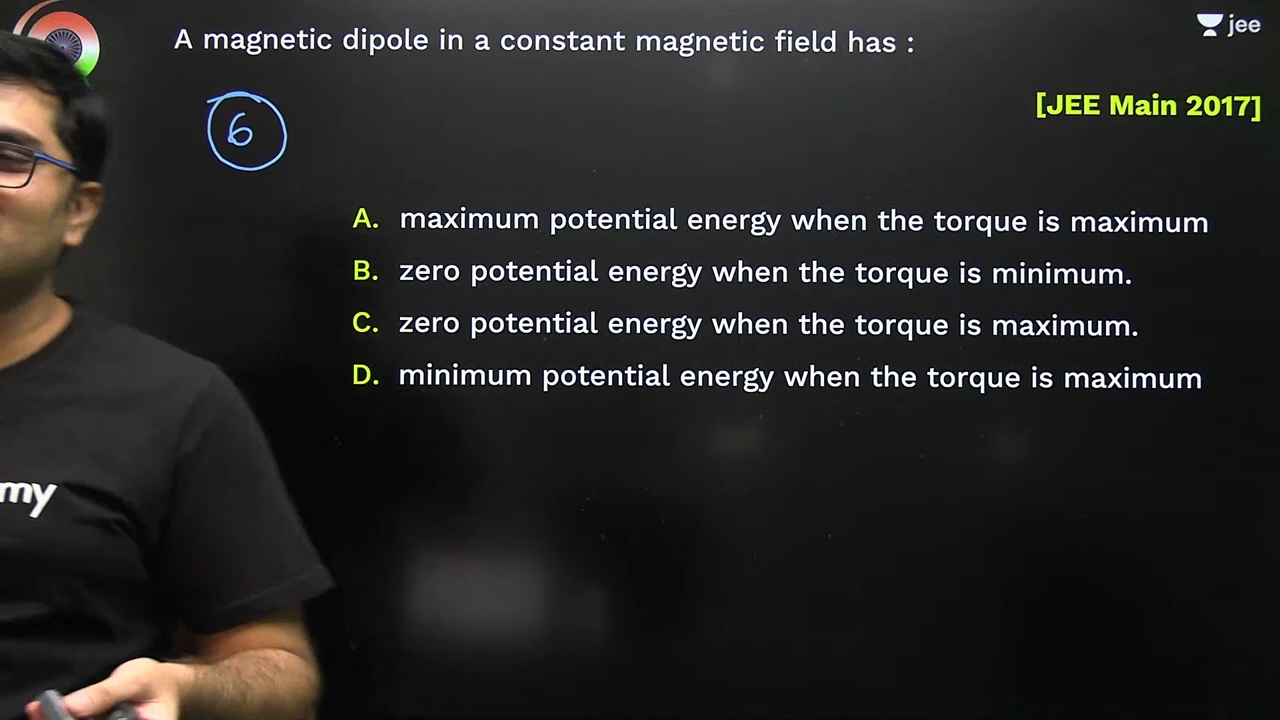 A magnetic dipole in a constant magnetic field has :
jee
[JEE Main 2017]
6
A. maximum potential energy when the torque is maximum
B. zero potential energy when the torque is minimum.
C. zero potential energy when the torque is maximum.
D. minimum potential energy when the torque is maximum
my